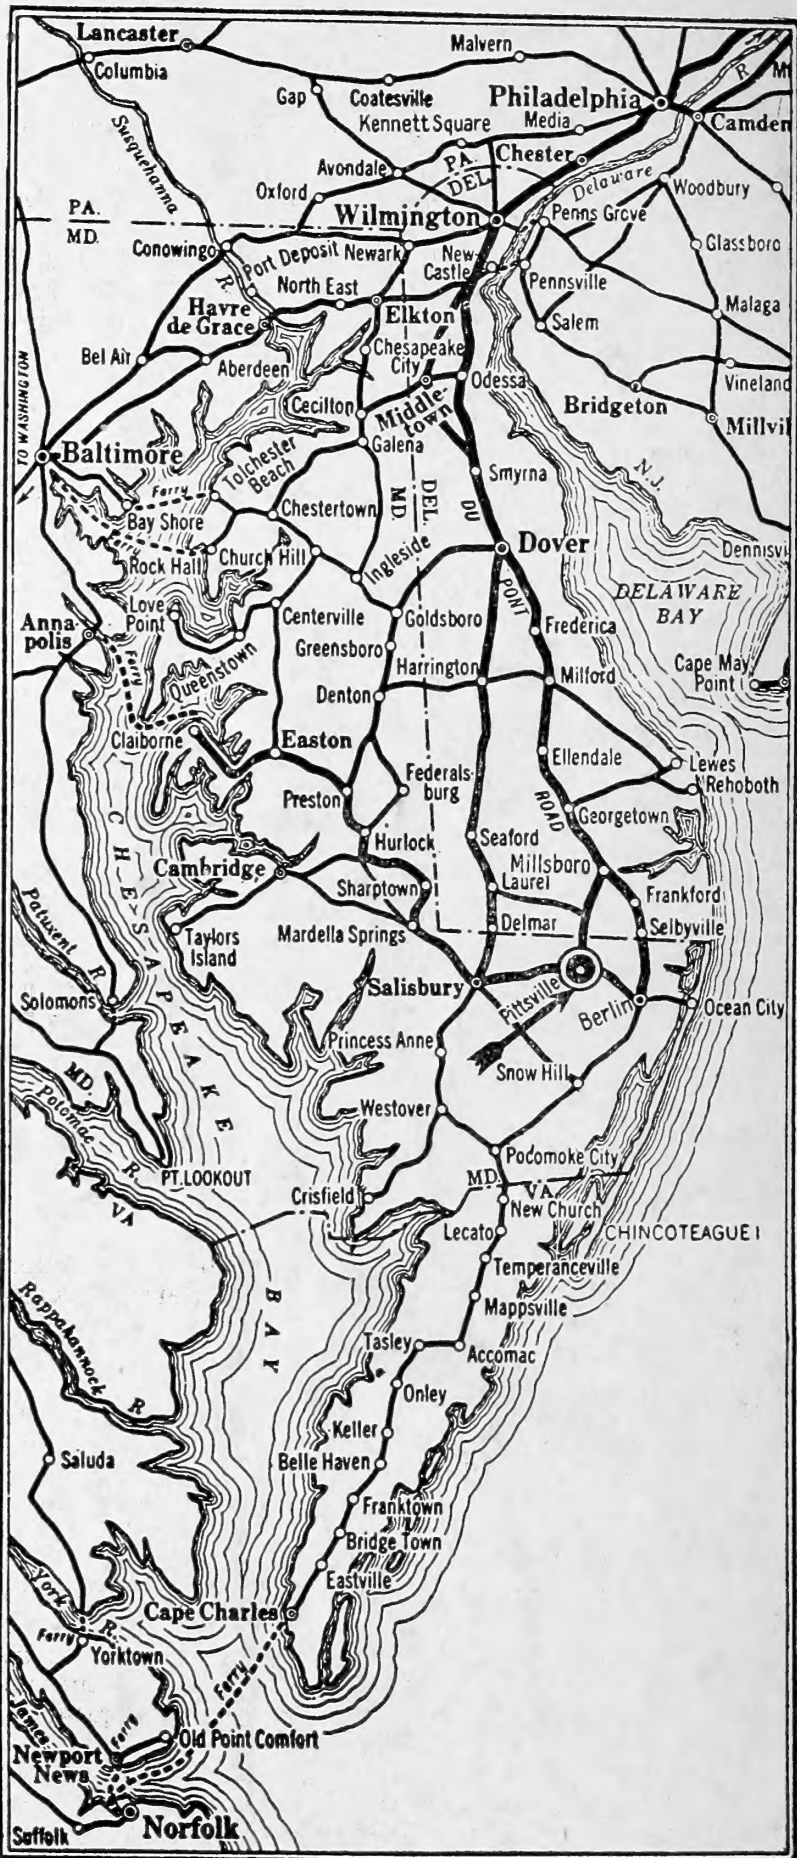 Lancaster
Columbia
Malvern
Gap
Coatesville
Philadelphia
R
Kennett Square
Media
Camden
Susquehanna
R.
Avondale
PA.
DEL.
Chester
Delaware
Woodbury
Oxford
PA.
MD.
Wilmington
Penns Grove
Conowingo
Port Deposit
Newark
New
Castle
Glassboro
North East
Pennsville
Havre
de Grace
Elkton
Salem
Malaga
TO WASHINGTON
Bel Air
Aberdeen
Chesapeake
City
Odessa
Vineland
Cecilton
Middle-
town
Bridgeton
Millvil
Baltimore
Tolchester
Beach
Galena
N.J.
Ferry
DEL.
MD.
Smyrna
Bay Shore
Chestertown
DU
Ferry
Rock Hall
Church Hill
Ingleside
Dover
Dennisvi
PONT
DELAWARE
BAY
Love
Point
Centerville
Goldsboro
Anna-
polis
Frederica
Ferry
Queenstown
Greensboro
Harrington
Milford
Cape May
Point
Denton
Claiborne
Easton
Ellendale
Lewes
Rehoboth
Preston
Federals-
burg
ROAD
Georgetown
CHESAPEAKE
Hurlock
Seaford
Cambridge
Millsboro
Sharptown
Laurel
Frankford
Patuxent
R
Taylors
Island
Mardella Springs
Delmar
Selbyville
Solomons
Salisbury
Pittsville
Berlin
Ocean City
Princess Anne
Snow Hill
MD.
Potomac
R.
Westover
PT. LOOKOUT
Pocomoke City
VA
Crisfield
MD.
VA.
New Church
Lecato
CHINCOTEAGUE I
Temperanceville
BAY
Rappahannock
R
Mappsville
Tasley
Accomac
Onley
Keller
Saluda
Belle Haven
Franktown
Bridge Town
Eastville
York
R.
Cape Charles
Ferry
Yorktown
Ferry
James
Ferry
Old Point Comfort
Newport
News
Norfolk
Suffolk